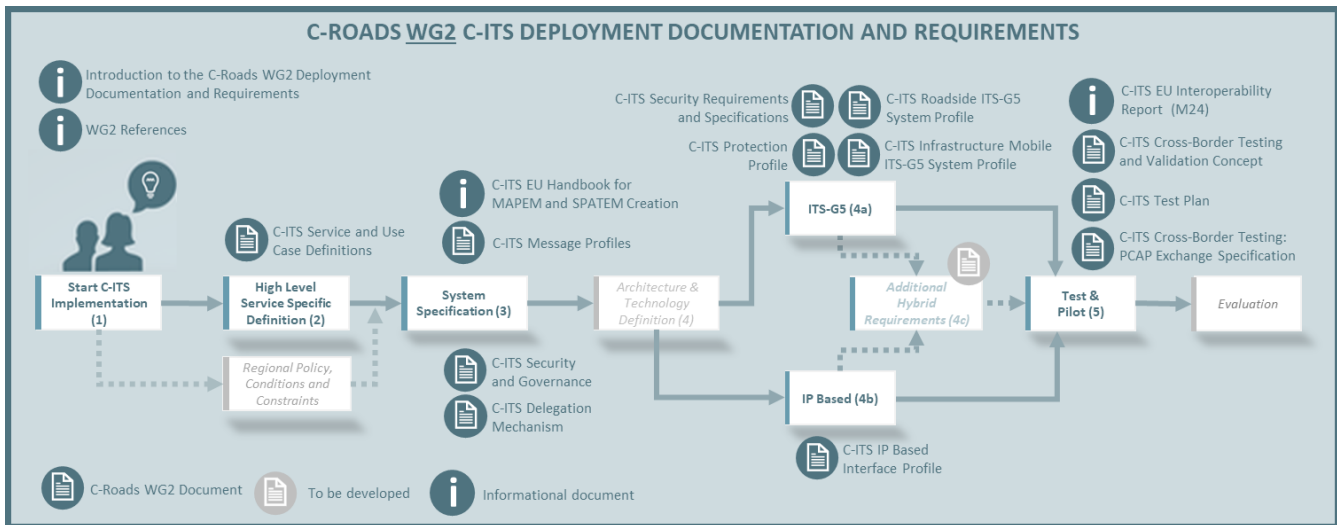 C-ROADS WG2 C-ITS DEPLOYMENT DOCUMENTATION AND REQUIREMENTS
Introduction to the C-Roads WG2 Deployment
Documentation and Requirements
WG2 References
C-ITS Service and Use
Case Definitions
C-ITS EU Handbook for
MAPEM and SPATEM Creation
C-ITS Message Profiles
C-ITS Security Requirements
and Specifications
C-ITS Roadside ITS-G5
System Profile
C-ITS Protection
Profile
C-ITS Infrastructure Mobile
ITS-G5 System Profile
C-ITS EU Interoperability
Report (M24)
C-ITS Cross-Border Testing
and Validation Concept
C-ITS Test Plan
C-ITS Cross-Border Testing:
PCAP Exchange Specification
Start C-ITS
Implementation
(1)
High Level
Service Specific
Definition (2)
System
Specification (3)
Architecture &
Technology
Definition (4)
ITS-G5 (4a)
Additional
Hybrid
Requirements (4c)
Test &
Pilot (5)
Evaluation
Regional Policy,
Conditions and
Constraints
C-ITS Security
and Governance
C-ITS Delegation
Mechanism
IP Based (4b)
C-ITS IP Based
Interface Profile
C-Roads WG2 Document
To be developed
Informational document